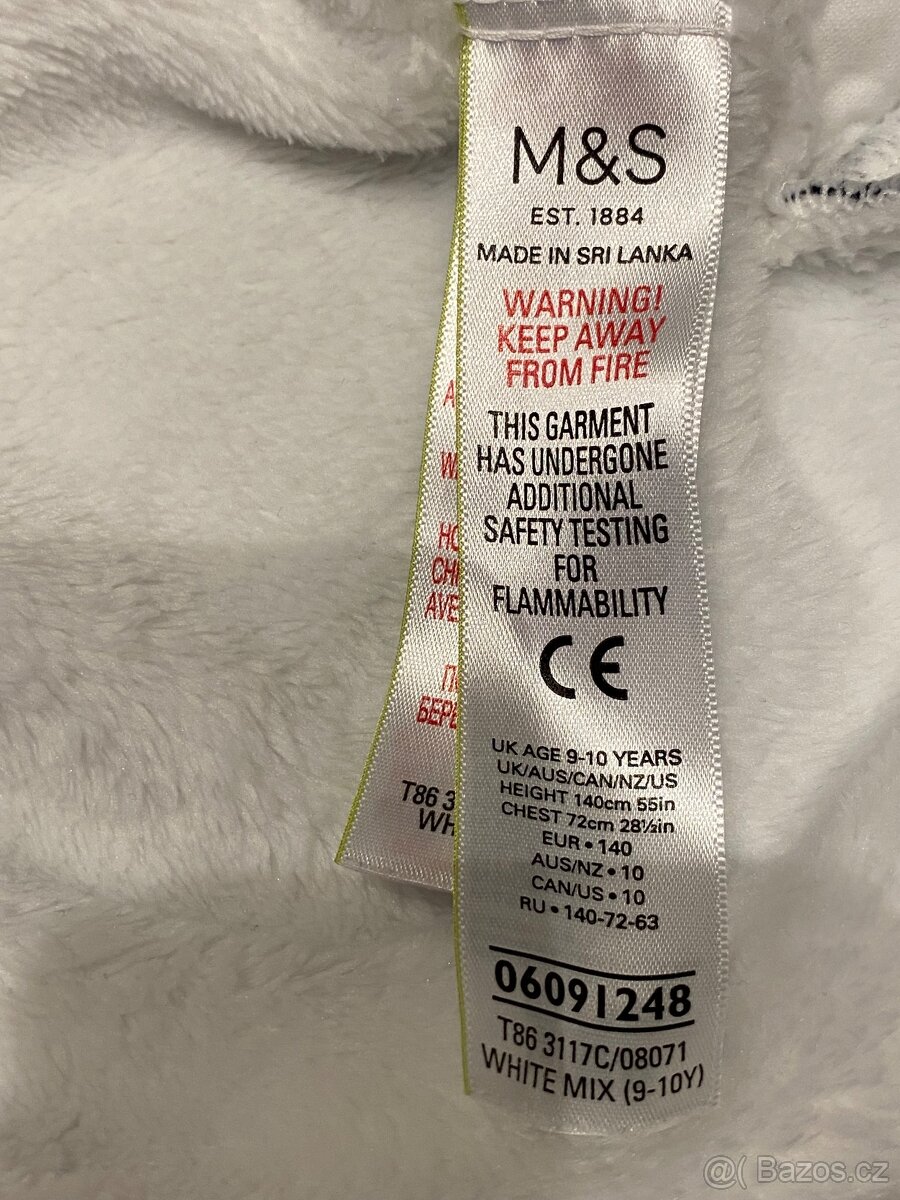 M&S
EST. 1884
MADE IN SRI LANKA
WARNING!
KEEP AWAY
FROM FIRE
THIS GARMENT
HAS UNDERGONE
ADDITIONAL
SAFETY TESTING
FOR
FLAMMABILITY
CE
UK AGE 9-10 YEARS
UK/AUS/CAN/NZ/US
HEIGHT 140cm 55in
CHEST 72cm 28½in
EUR • 140
AUS/NZ • 10
CAN/US • 10
RU • 140-72-63
06091248
T86 3117C/08071
WHITE MIX (9-10Y)
T86
@( Bazos.cz